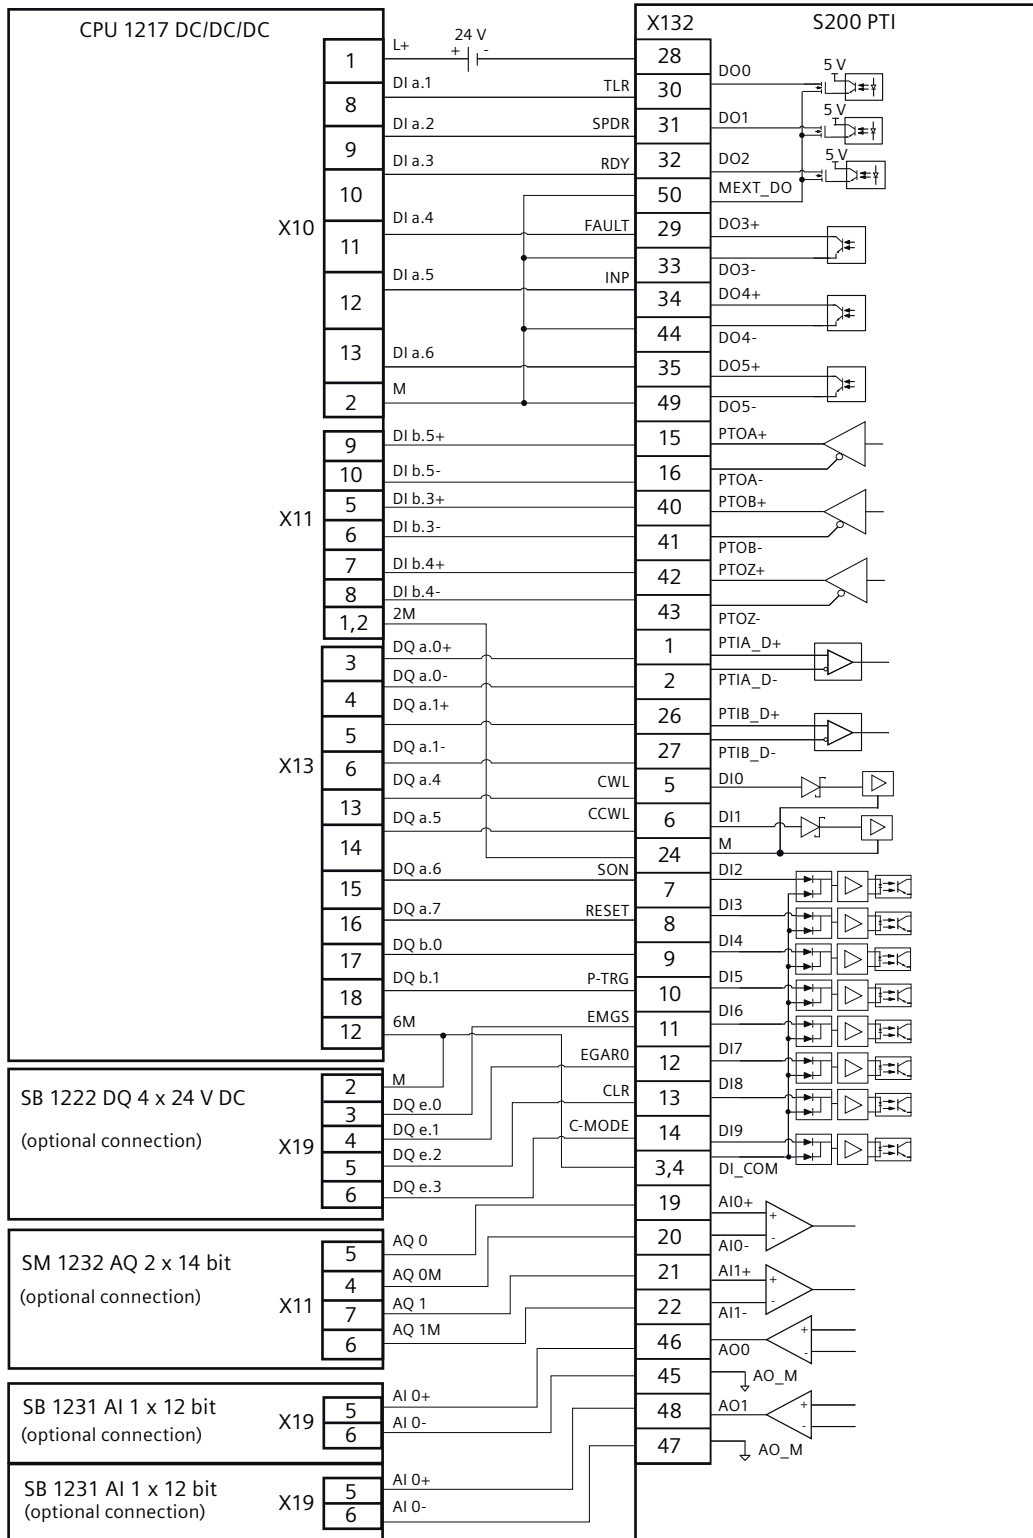 CPU 1217 DC/DC/DC
X132
S200 PTI
X10
1
8
9
10
11
12
13
2
L+
24 V
+ -
DI a.1
TLR
DI a.2
SPDR
DI a.3
RDY
DI a.4
FAULT
DI a.5
INP
DI a.6
M
28
30
31
32
50
29
33
34
44
35
49
DO0
5 V
DO1
5 V
DO2
5 V
MEXT_DO
DO3+
DO3-
DO4+
DO4-
DO5+
DO5-
X11
9
10
5
6
7
8
1,2
DI b.5+
DI b.5-
DI b.3+
DI b.3-
DI b.4+
DI b.4-
2M
15
16
40
41
42
43
PTOA+
PTOA-
PTOB+
PTOB-
PTOZ+
PTOZ-
X13
3
4
5
6
13
14
15
16
17
18
12
DQ a.0+
DQ a.0-
DQ a.1+
DQ a.1-
DQ a.4
CWL
DQ a.5
CCWL
DQ a.6
SON
DQ a.7
RESET
DQ b.0
DQ b.1
P-TRG
6M
EMGS
EGAR0
CLR
C-MODE
1
2
26
27
5
6
24
7
8
9
10
11
12
13
14
3,4
PTIA_D+
PTIA_D-
PTIB_D+
PTIB_D-
DI0
DI1
M
DI2
DI3
DI4
DI5
DI6
DI7
DI8
DI9
DI_COM
SB 1222 DQ 4 x 24 V DC
(optional connection)
X19
2
3
4
5
6
M
DQ e.0
DQ e.1
DQ e.2
DQ e.3
SM 1232 AQ 2 x 14 bit
(optional connection)
X11
5
4
7
6
AQ 0
AQ 0M
AQ 1
AQ 1M
19
20
21
22
46
45
48
47
AI0+
+
-
AI0-
AI1+
+
-
AI1-
+
-
AO0
AO_M
AO1
+
-
AO_M
SB 1231 AI 1 x 12 bit
(optional connection)
X19
5
6
AI 0+
AI 0-
SB 1231 AI 1 x 12 bit
(optional connection)
X19
5
6
AI 0+
AI 0-